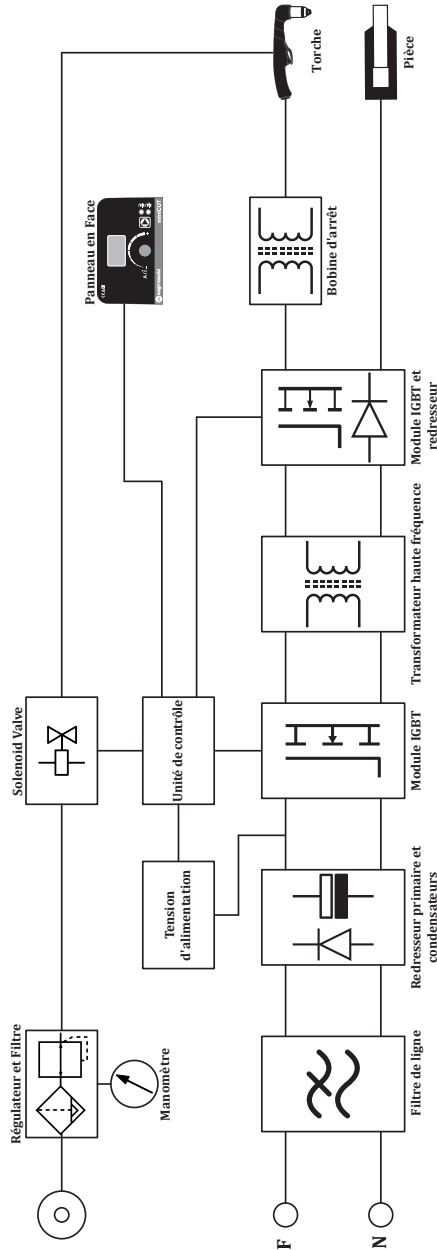 Régulateur et Filtre
Manomètre
Solenoid Valve
Panneau en Face
miniCUT
Torche
Pièce
Tension
d'alimentation
Unité de contrôle
Bobine d'arrêt
F
N
Filtre de ligne
Redresseur primaire et
condensateurs
Module IGBT
Transformateur haute fréquence
Module IGBT et
redresseur